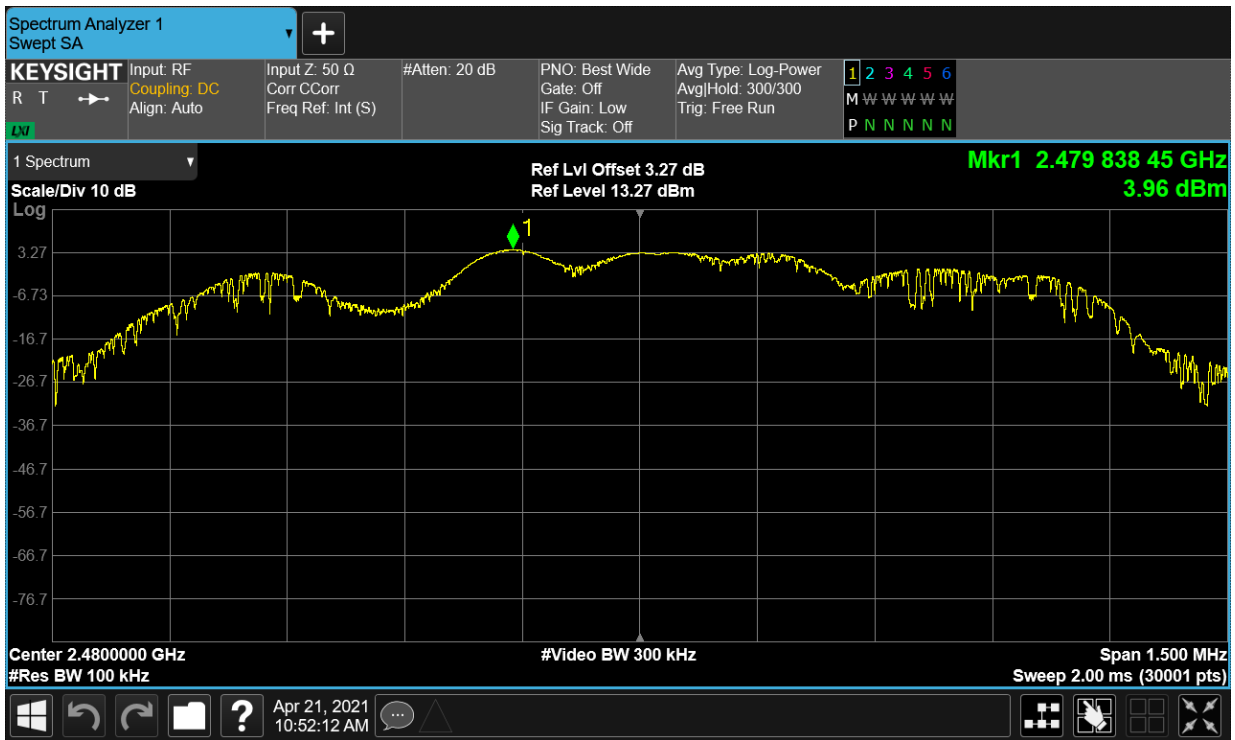 Spectrum Analyzer 1
Swept SA
+
KEYSIGHT
R T
LXI
Input: RF
Coupling: DC
Align: Auto
Input Z: 50 Ω
Corr CCorr
Freq Ref: Int (S)
#Atten: 20 dB
PNO: Best Wide
Gate: Off
IF Gain: Low
Sig Track: Off
Avg Type: Log-Power
Avg|Hold: 300/300
Trig: Free Run
1 2 3 4 5 6
M W W W W W
P N N N N N
1 Spectrum
Scale/Div 10 dB
Log
Ref Lvl Offset 3.27 dB
Ref Level 13.27 dBm
Mkr1 2.479 838 45 GHz
3.96 dBm
1
3.27
-6.73
-16.7
-26.7
-36.7
-46.7
-56.7
-66.7
-76.7
Center 2.4800000 GHz
#Res BW 100 kHz
#Video BW 300 kHz
Span 1.500 MHz
Sweep 2.00 ms (30001 pts)
?
Apr 21, 2021
10:52:12 AM